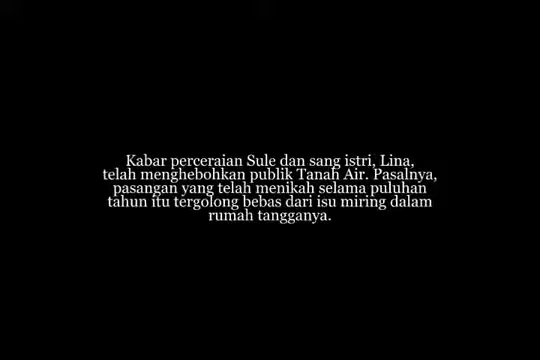 Kabar perceraian Sule dan sang istri, Lina,
telah menghebohkan publik Tanah Air. Pasalnya,
pasangan yang telah menikah selama puluhan
tahun itu tergolong bebas dari isu miring dalam
rumah tangganya.